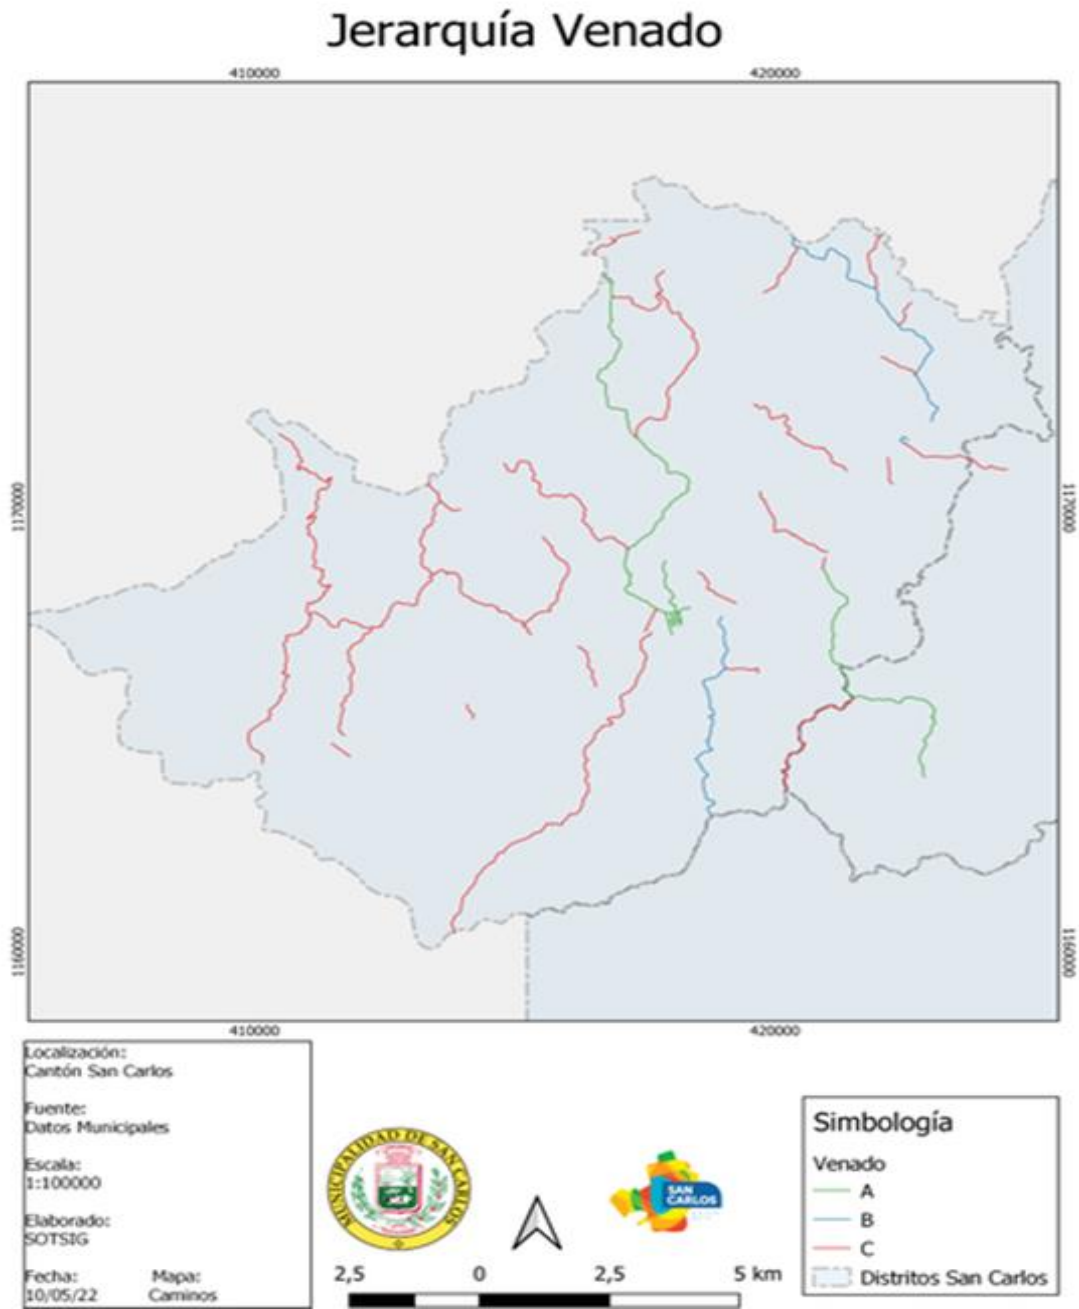 Jerarquía Venado
410000
420000
1170000
1170000
1160000
1160000
410000
420000
Localización:
Cantón San Carlos
Fuente:
Datos Municipales
Escala:
1:100000
Elaborado:
SOTSIG
Fecha:
10/05/22
Mapa:
Caminos
MUNICIPALIDAD DE SAN CARLOS
SAN
CARLOS
2,5
0
2,5
5 km
Simbología
Venado
A
B
C
Distritos San Carlos